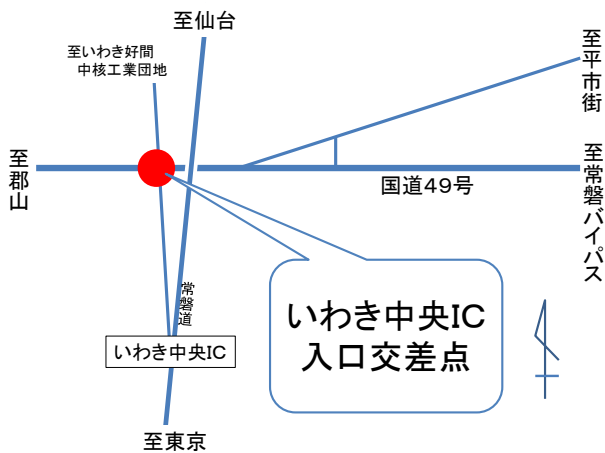 至仙台
至いわき好間
中核工業団地
至平市街
至郡山
国道49号
至常磐バイパス
常磐道
いわき中央IC
いわき中央IC
入口交差点
至東京